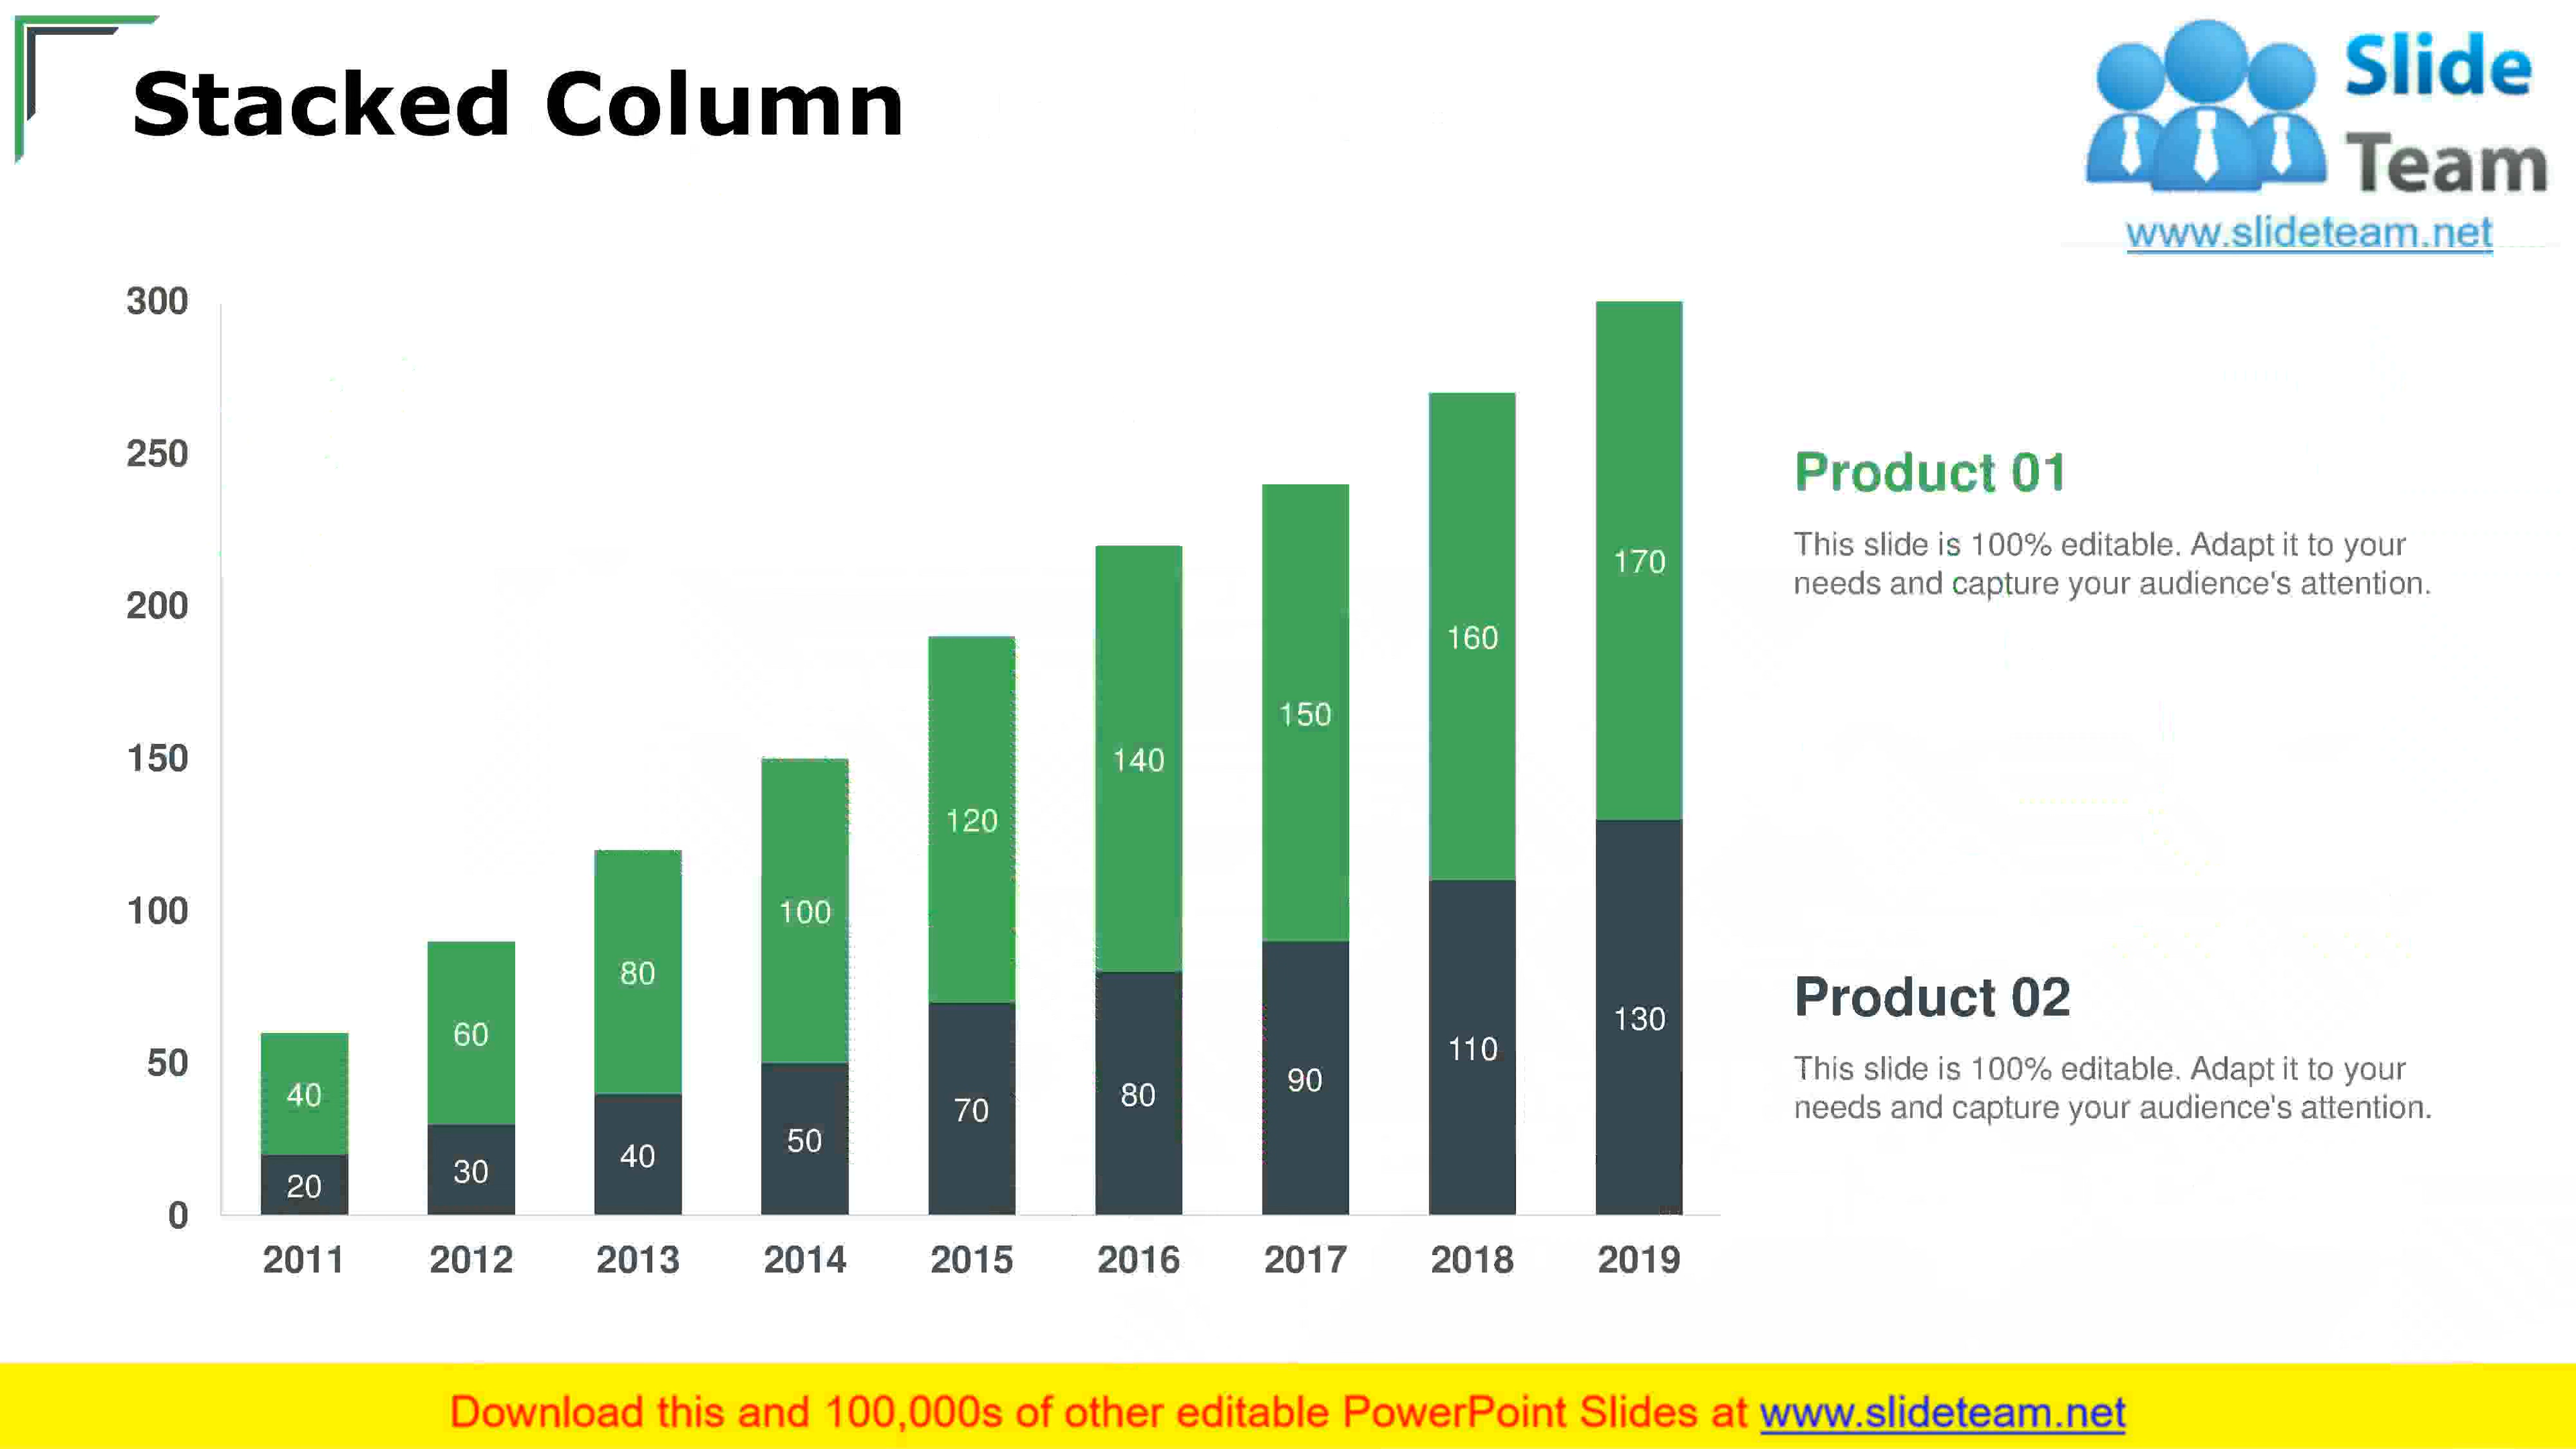 Stacked Column
Slide
Team
www.slideteam.net
300
250
200
150
100
50
0
40
20
60
30
80
40
100
50
120
70
140
80
150
90
160
110
170
130
2011 2012 2013 2014 2015 2016 2017 2018 2019
Product 01
This slide is 100% editable. Adapt it to your
needs and capture your audience's attention.
Product 02
This slide is 100% editable. Adapt it to your
needs and capture your audience's attention.
Download this and 100,000s of other editable PowerPoint Slides at www.slideteam.net